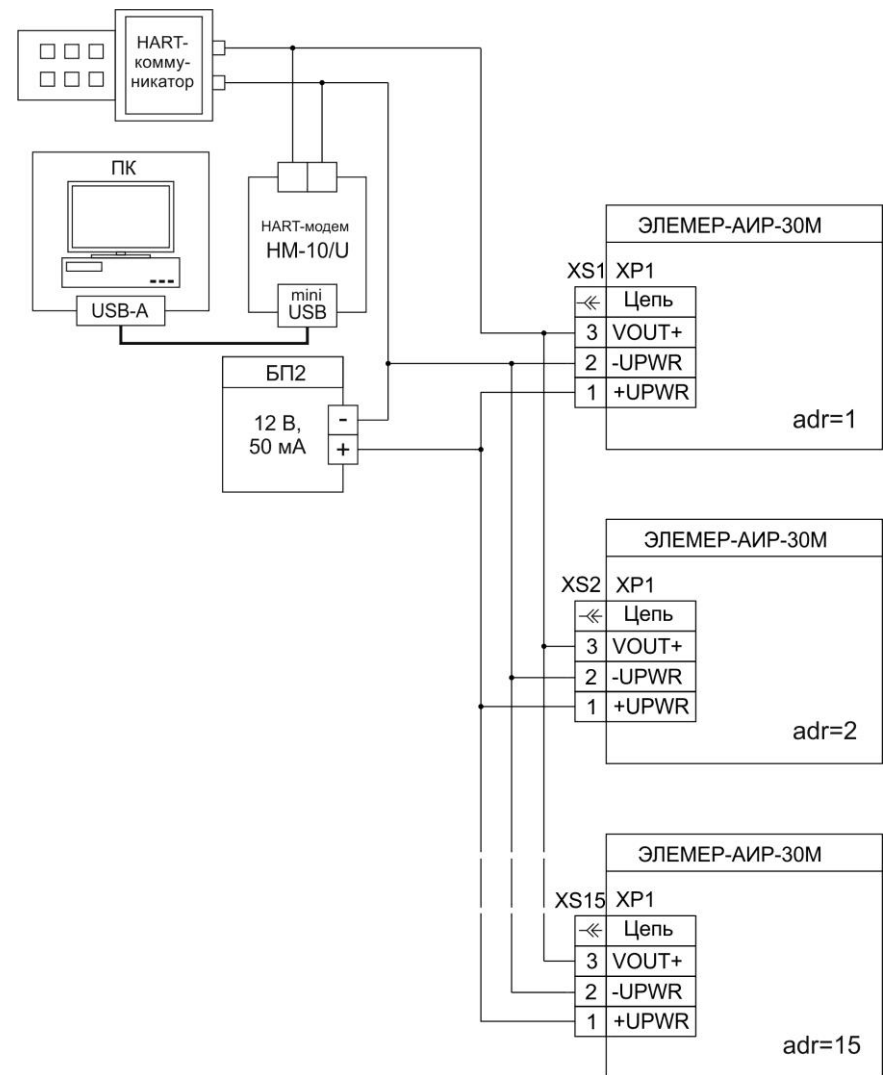 HART-
комму-
никатор
ПК
USB-A
HART-модем
HM-10/U
mini
USB
БП2
12 В,
50 мА
-
+
ЭЛЕМЕР-АИР-30М
XS1 XP1
Цепь
3 VOUT+
2 -UPWR
1 +UPWR
adr=1
ЭЛЕМЕР-АИР-30М
XS2 XP1
Цепь
3 VOUT+
2 -UPWR
1 +UPWR
adr=2
ЭЛЕМЕР-АИР-30М
XS15 XP1
Цепь
3 VOUT+
2 -UPWR
1 +UPWR
adr=15